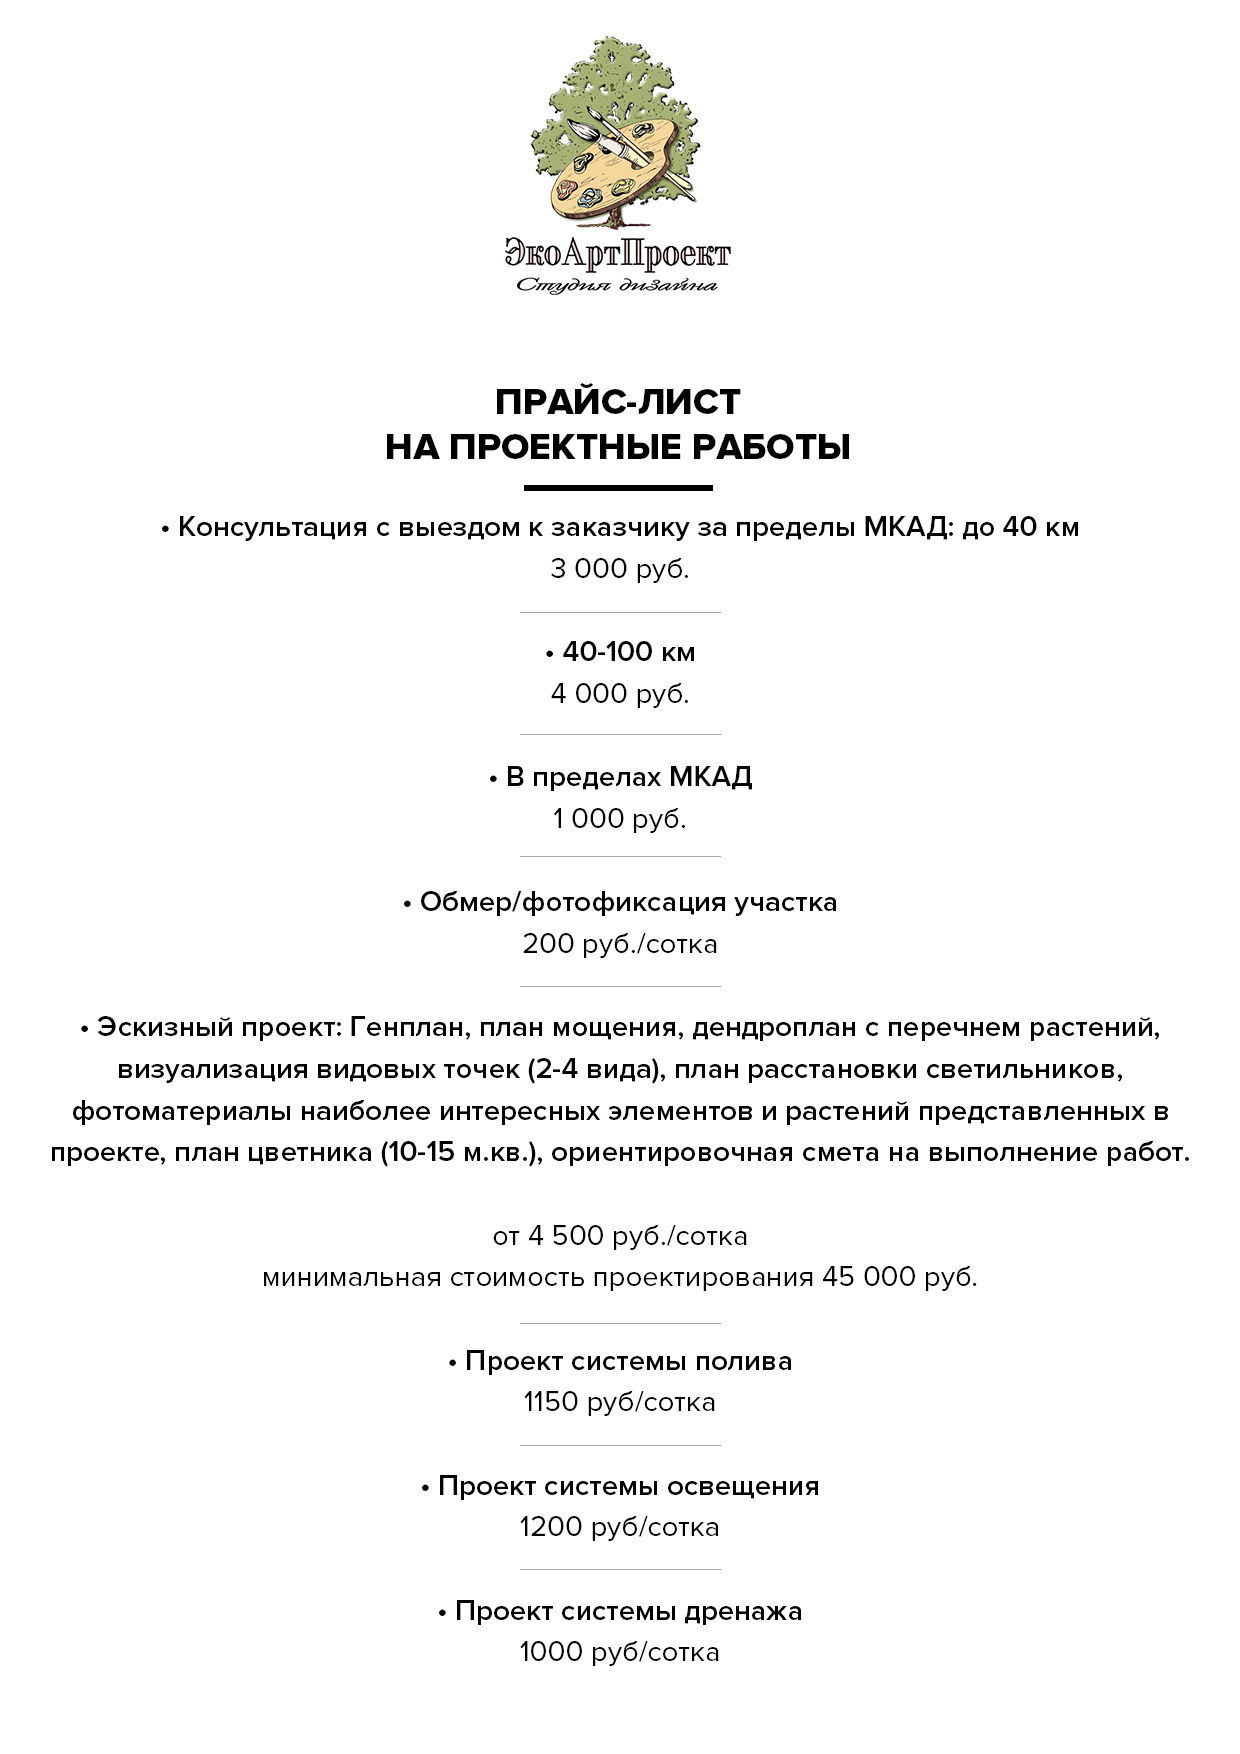 ЭкоАртПроект
Студия дизайна
ПРАЙС-ЛИСТ
НА ПРОЕКТНЫЕ РАБОТЫ
• Консультация с выездом к заказчику за пределы МКАД: до 40 км
3 000 руб.
• 40-100 км
4 000 руб.
• В пределах МКАД
1 000 руб.
• Обмер/фотофиксация участка
200 руб./сотка
• Эскизный проект: Генплан, план мощения, дендроплан с перечнем растений,
визуализация видовых точек (2-4 вида), план расстановки светильников,
фотоматериалы наиболее интересных элементов и растений представленных в
проекте, план цветника (10-15 м.кв.), ориентировочная смета на выполнение работ.
от 4 500 руб./сотка
минимальная стоимость проектирования 45 000 руб.
• Проект системы полива
1150 руб/сотка
• Проект системы освещения
1200 руб/сотка
• Проект системы дренажа
1000 руб/сотка